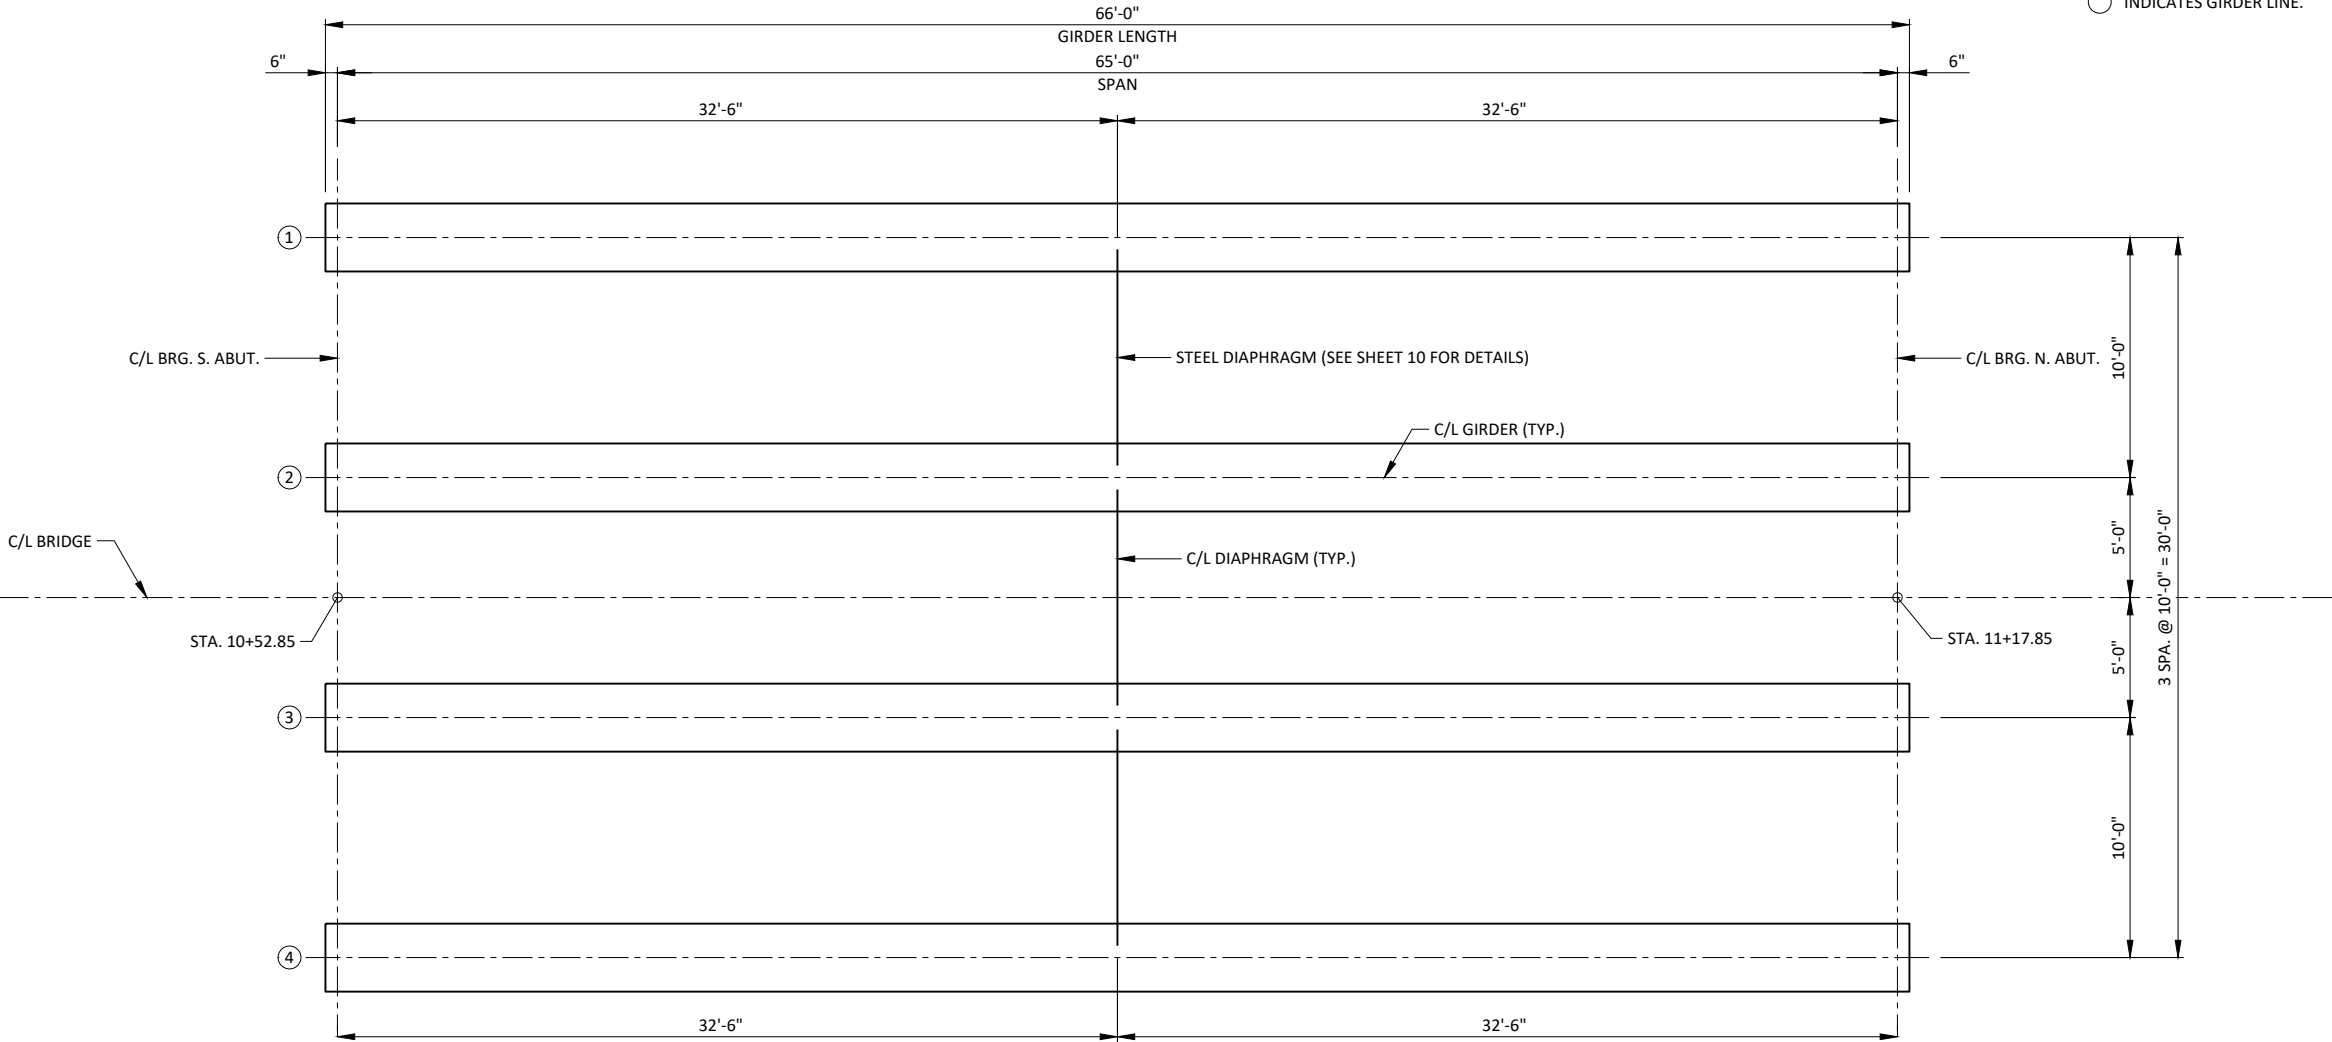 INDICATES GIRDER LINE.
66'-0"
GIRDER LENGTH
6"
65'-0"
6"
SPAN
32'-6"
32'-6"
1
C/L BRG. S. ABUT.
STEEL DIAPHRAGM (SEE SHEET 10 FOR DETAILS)
C/L BRG. N. ABUT.
10'-0"
C/L GIRDER (TYP.)
2
C/L BRIDGE
C/L DIAPHRAGM (TYP.)
5'-0"
3 SPA. @ 10'-0" = 30'-0"
STA. 10+52.85
STA. 11+17.85
5'-0"
3
10'-0"
4
32'-6"
32'-6"